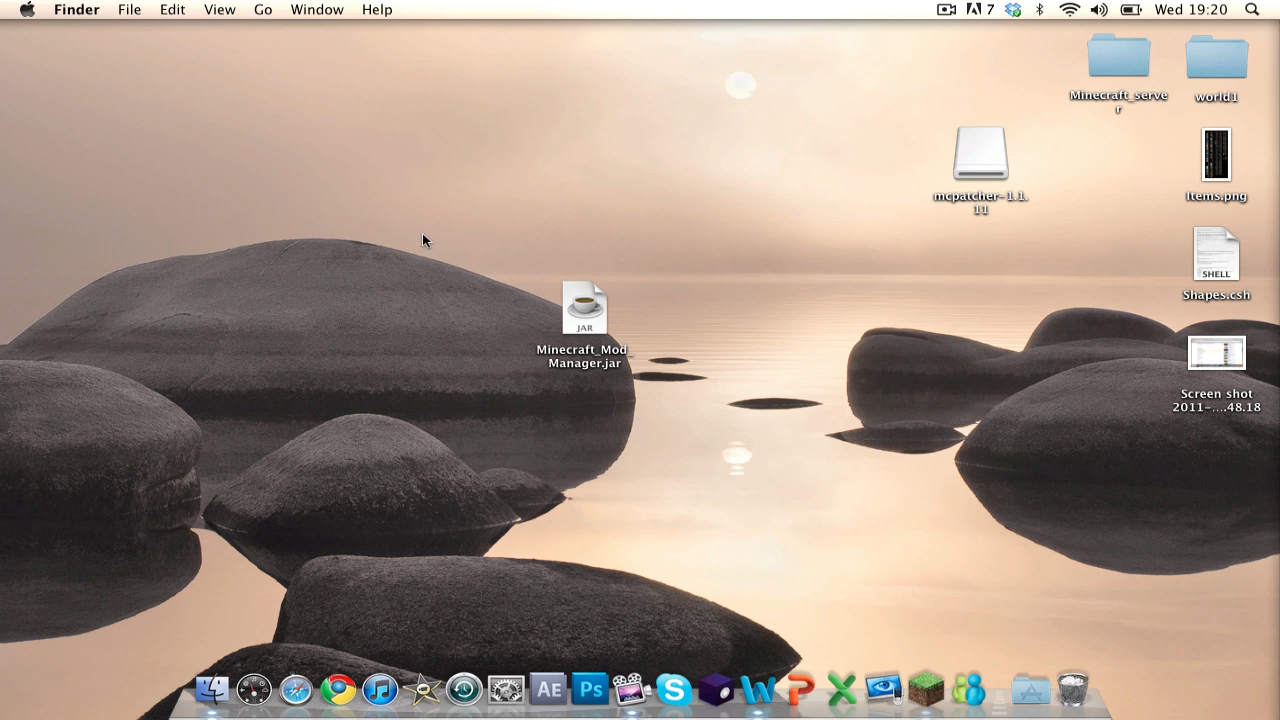 Finder File Edit View Go Window Help 7 Wed 19:20
Minecraft_serve
r
world1
mcpatcher-1.1.
11
Items.png
SHELL
Shapes.csh
JAR
Minecraft_Mod
Manager.jar
Screen shot
2011-....48.18
AE Ps